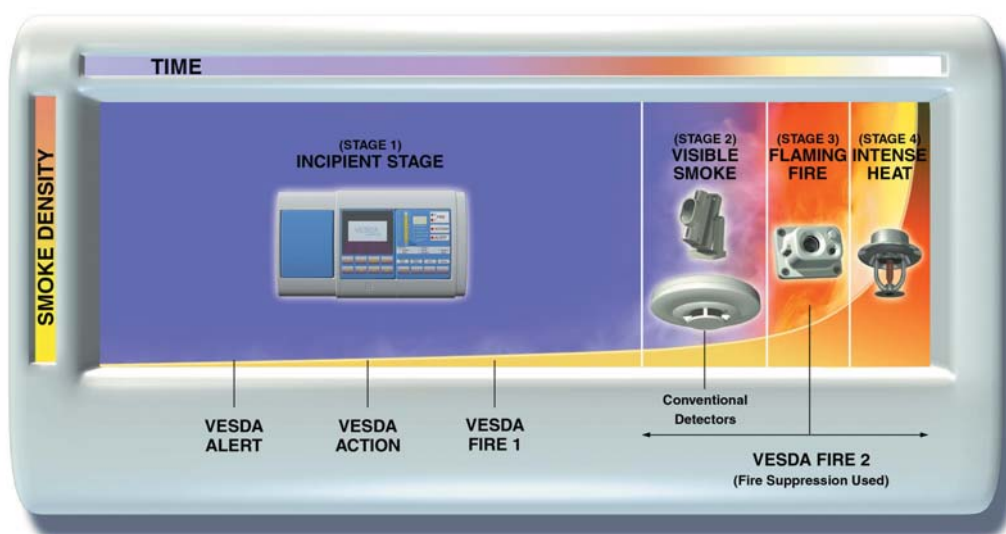 TIME
SMOKE DENSITY
(STAGE 1)
INCIPIENT STAGE
(STAGE 2)
VISIBLE
SMOKE
(STAGE 3)
FLAMING
FIRE
(STAGE 4)
INTENSE
HEAT
VESDA
ALERT
VESDA
ACTION
VESDA
FIRE 1
Conventional
Detectors
VESDA FIRE 2
(Fire Suppression Used)